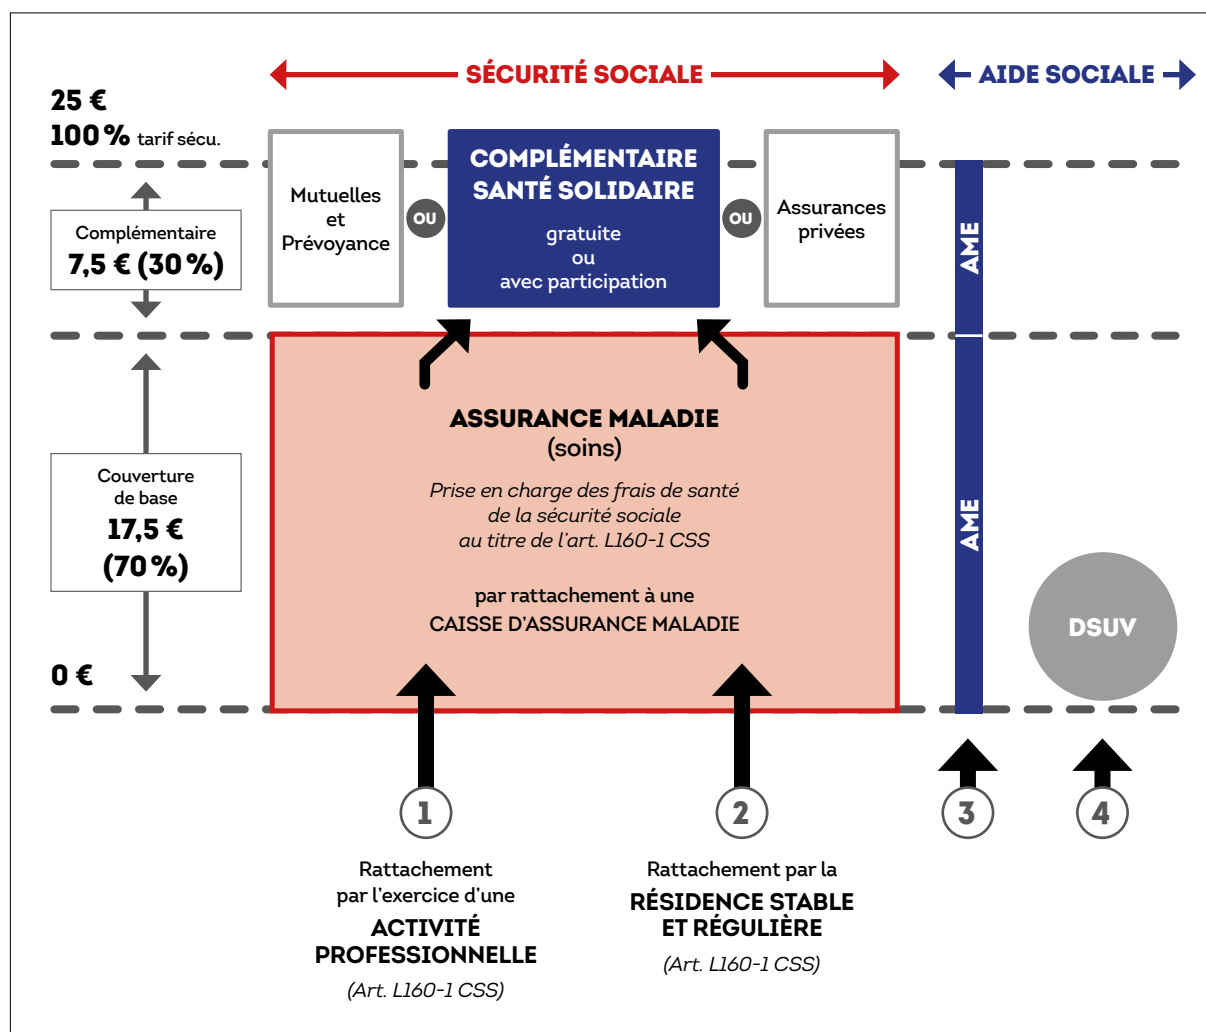 SÉCURITÉ SOCIALE
AIDE SOCIALE
25 €
100 % tarif sécu.
Complémentaire
7,5 € (30 %)
Mutuelles
et
Prévoyance
OU
COMPLÉMENTAIRE
SANTÉ SOLIDAIRE
gratuite
ou
avec participation
OU
Assurances
privées
AME
Couverture
de base
17,5 €
(70 %)
0 €
ASSURANCE MALADIE
(soins)
Prise en charge des frais de santé
de la sécurité sociale
au titre de l'art. L160-1 CSS
par rattachement à une
CAISSE D'ASSURANCE MALADIE
AME
DSUV
1
2
3
4
Rattachement
par l'exercice d'une
ACTIVITÉ
PROFESSIONNELLE
(Art. L160-1 CSS)
Rattachement par la
RÉSIDENCE STABLE
ET RÉGULIÈRE
(Art. L160-1 CSS)